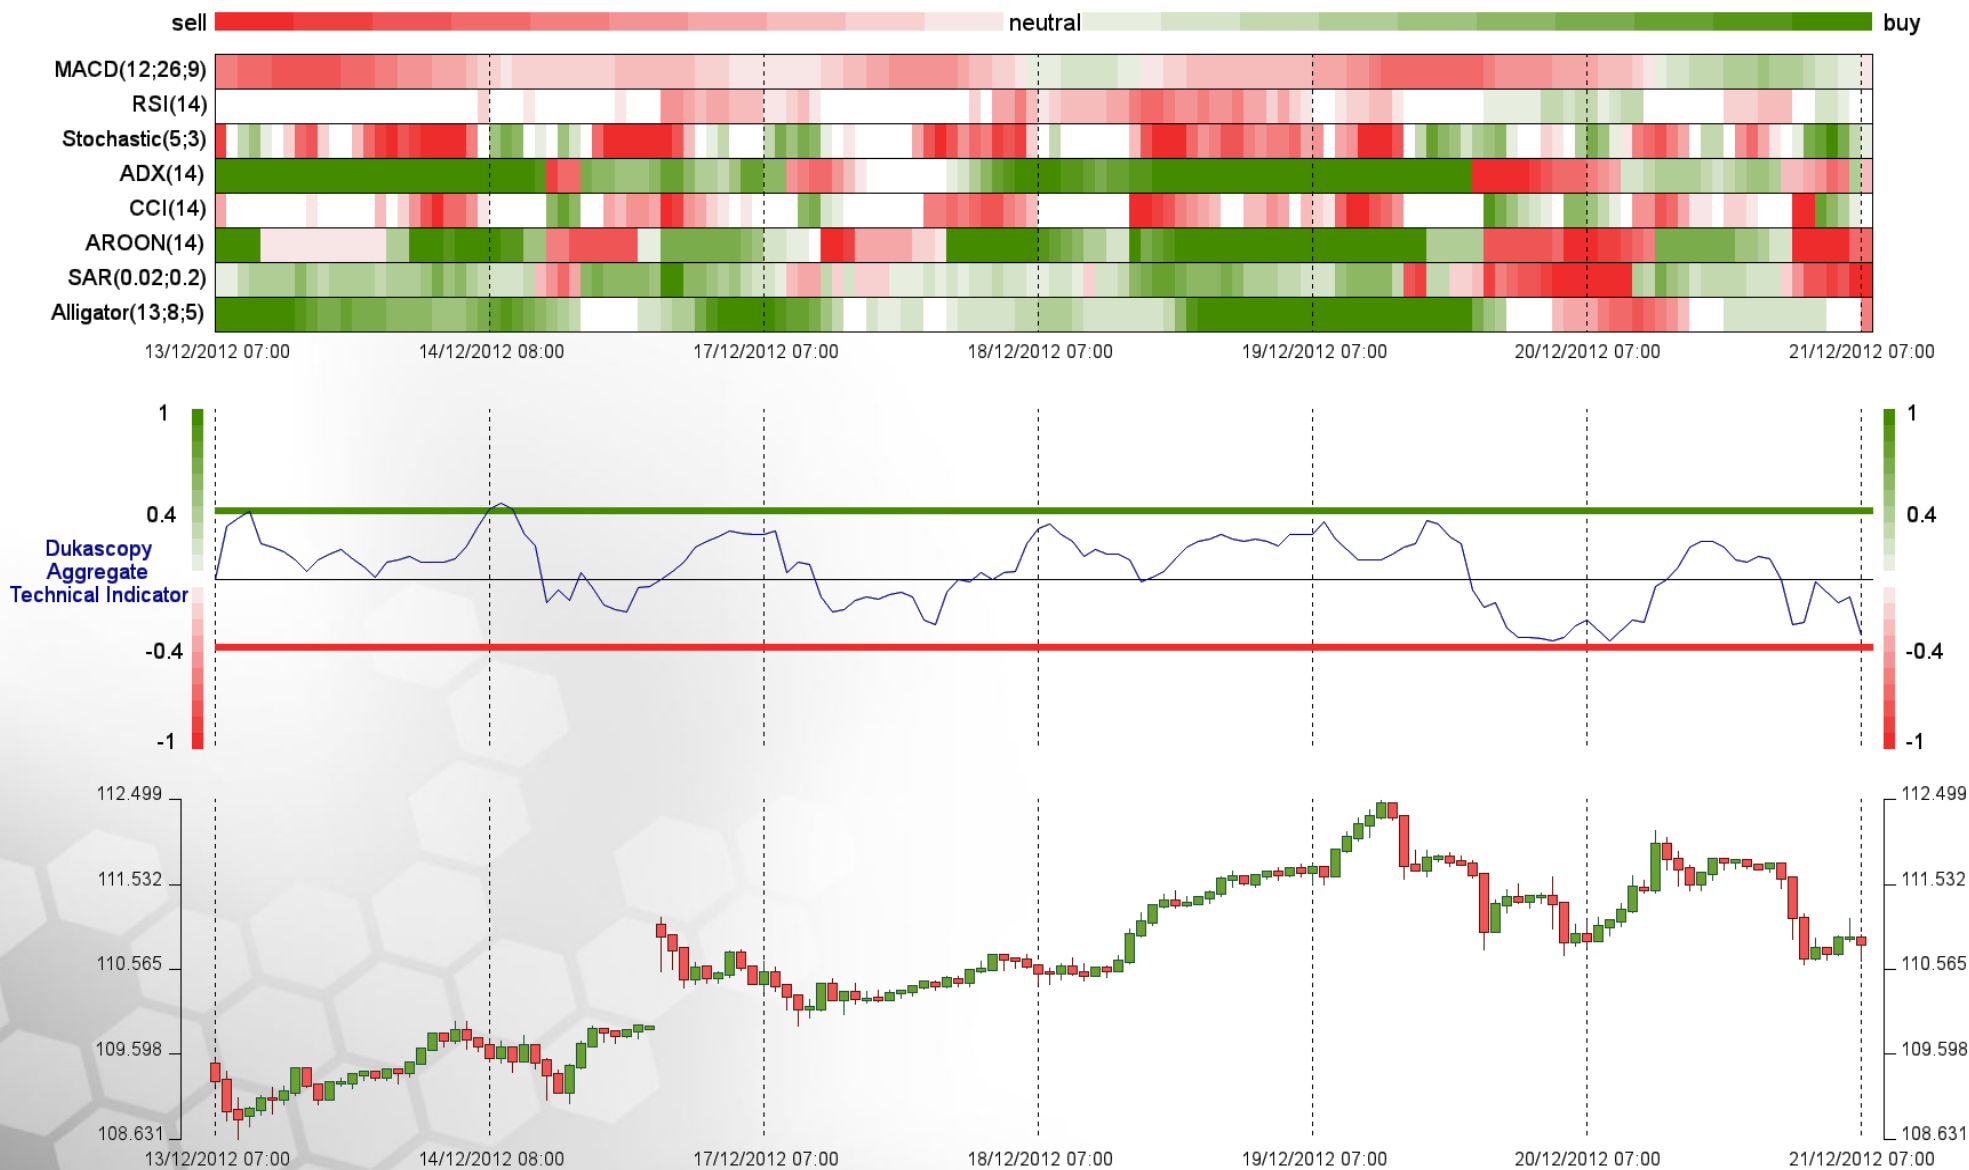 sell neutral buy
MACD(12;26;9)
RSI(14)
Stochastic(5;3)
ADX(14)
CCI(14)
AROON(14)
SAR(0.02;0.2)
Alligator(13;8;5)
13/12/2012 07:00 14/12/2012 08:00 17/12/2012 07:00 18/12/2012 07:00 19/12/2012 07:00 20/12/2012 07:00 21/12/2012 07:00
1 1
0.4 0.4
Dukascopy
Aggregate
Technical Indicator
-0.4 -0.4
-1 -1
112.499 112.499
111.532 111.532
110.565 110.565
109.598 109.598
108.631 108.631
13/12/2012 07:00 14/12/2012 08:00 17/12/2012 07:00 18/12/2012 07:00 19/12/2012 07:00 20/12/2012 07:00 21/12/2012 07:00